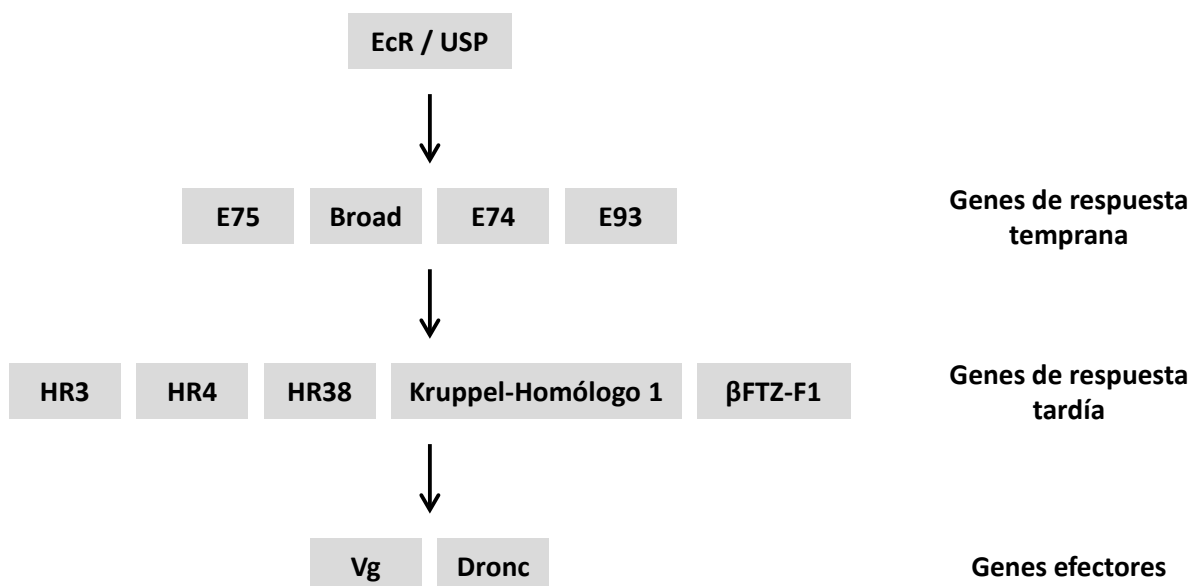 EcR / USP
E75 Broad E74 E93
Genes de respuesta
temprana
HR3 HR4 HR38 Kruppel-Homólogo 1 βFTZ-F1
Genes de respuesta
tardía
Vg Dronc
Genes efectores